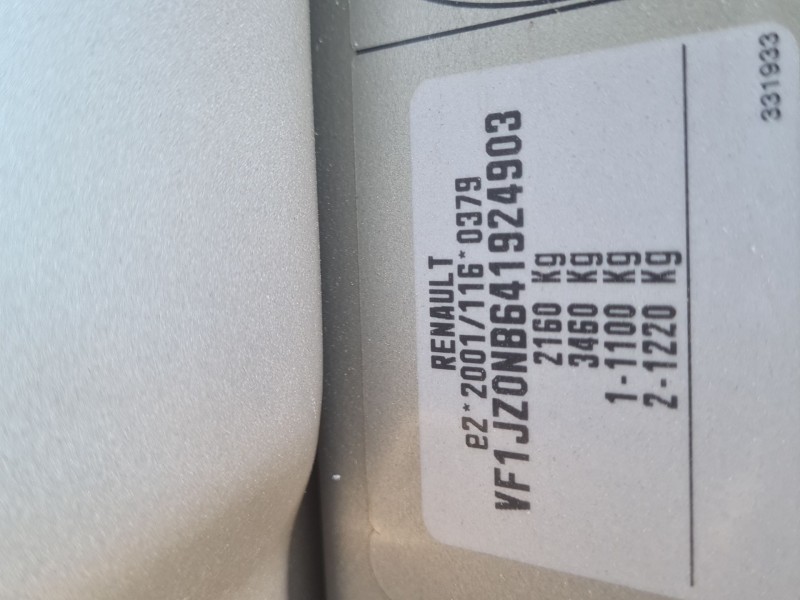 RENAULT
e2*2001/116*0379
VF1JZ0NB641924903
2160 Kg
3460 Kg
1-1100 Kg
2-1220 Kg
331933